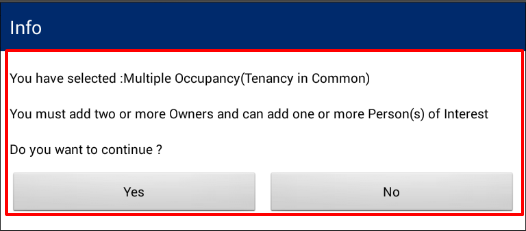 Info
You have selected :Multiple Occupancy(Tenancy in Common)
You must add two or more Owners and can add one or more Person(s) of Interest
Do you want to continue ?
Yes
No